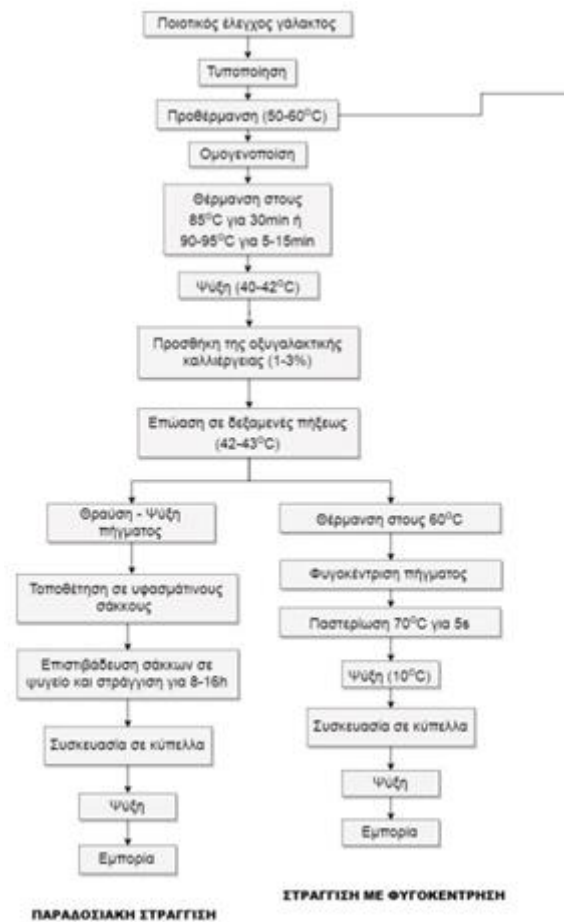 Ποιοτικός έλεγχος γάλακτος
Τυποποίηση
Προθέρμανση (50-60°C)
Ομογενοποίση
Θέρμανση στους
85°C για 30min ή
90-95°C για 5-15min
Ψύξη (40-42°C)
Προσθήκη της οξυγαλακτικής
καλλιέργειας (1-3%)
Επώαση σε δεξαμενές πήξεως
(42-43°C)
Θραύση - Ψύξη
πήγματος
Τοποθέτηση σε υφασμάτινους
σάκκους
Επιστιβάδευση σάκκων σε
ψυγείο και στράγγιση για 8-16h
Συσκευασία σε κύπελλα
Ψύξη
Εμπορία
ΠΑΡΑΔΟΣΙΑΚΗ ΣΤΡΑΓΓΙΣΗ
Θέρμανση στους 60°C
Φυγοκέντριση πήγματος
Παστερίωση 70°C για 5s
Ψύξη (10°C)
Συσκευασία σε κύπελλα
Ψύξη
Εμπορία
ΣΤΡΑΓΓΙΣΗ ΜΕ ΦΥΓΟΚΕΝΤΡΗΣΗ